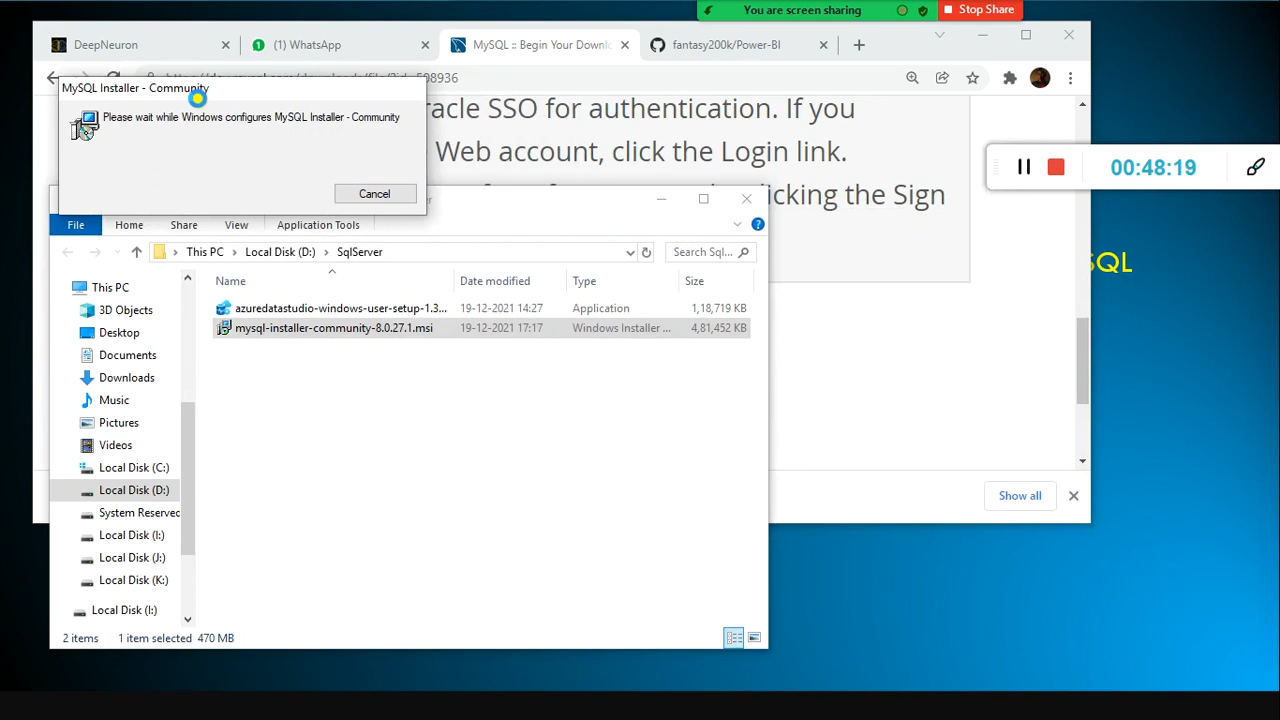 You are screen sharing
Stop Share
DeepNeuron
(1) WhatsApp
MySQL :: Begin Your Downl
fantasy200k/Power-BI
MySQL Installer - Community
Please wait while Windows configures MySQL Installer - Community
Cancel
acle SSO for authentication. If you
Web account, click the Login link.
licking the Sign
00:48:19
SQL
File
Home
Share
View
Application Tools
This PC
Local Disk (D:)
SqlServer
Search Sql...
Name
Date modified
Type
Size
azuredatastudio-windows-user-setup-1.3...
19-12-2021 14:27
Application
1,18,719 KB
mysql-installer-community-8.0.27.1.msi
19-12-2021 17:17
Windows Installer ...
4,81,452 KB
This PC
3D Objects
Desktop
Documents
Downloads
Music
Pictures
Videos
Local Disk (C:)
Local Disk (D:)
System Reserved
Local Disk (I:)
Local Disk (J:)
Local Disk (K:)
Local Disk (I:)
2 items
1 item selected 470 MB
Show all